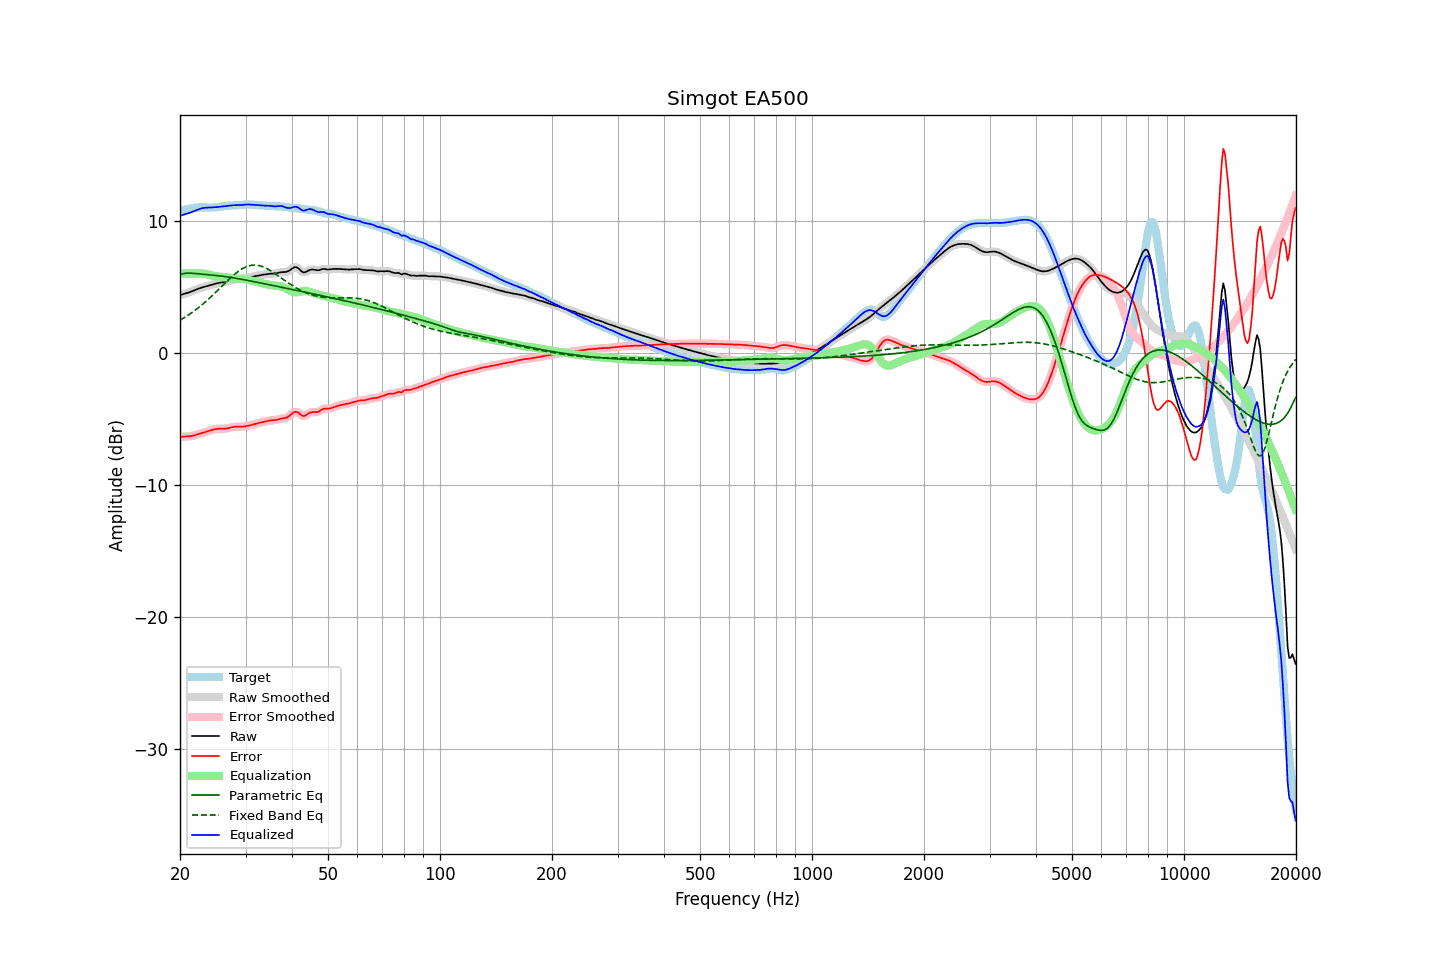 Simgot EA500
Amplitude (dBr)
10
0
−10
−20
−30
Target
Raw Smoothed
Error Smoothed
Raw
Error
Equalization
Parametric Eq
Fixed Band Eq
Equalized
20 50 100 200 500 1000 2000 5000 10000 20000
Frequency (Hz)